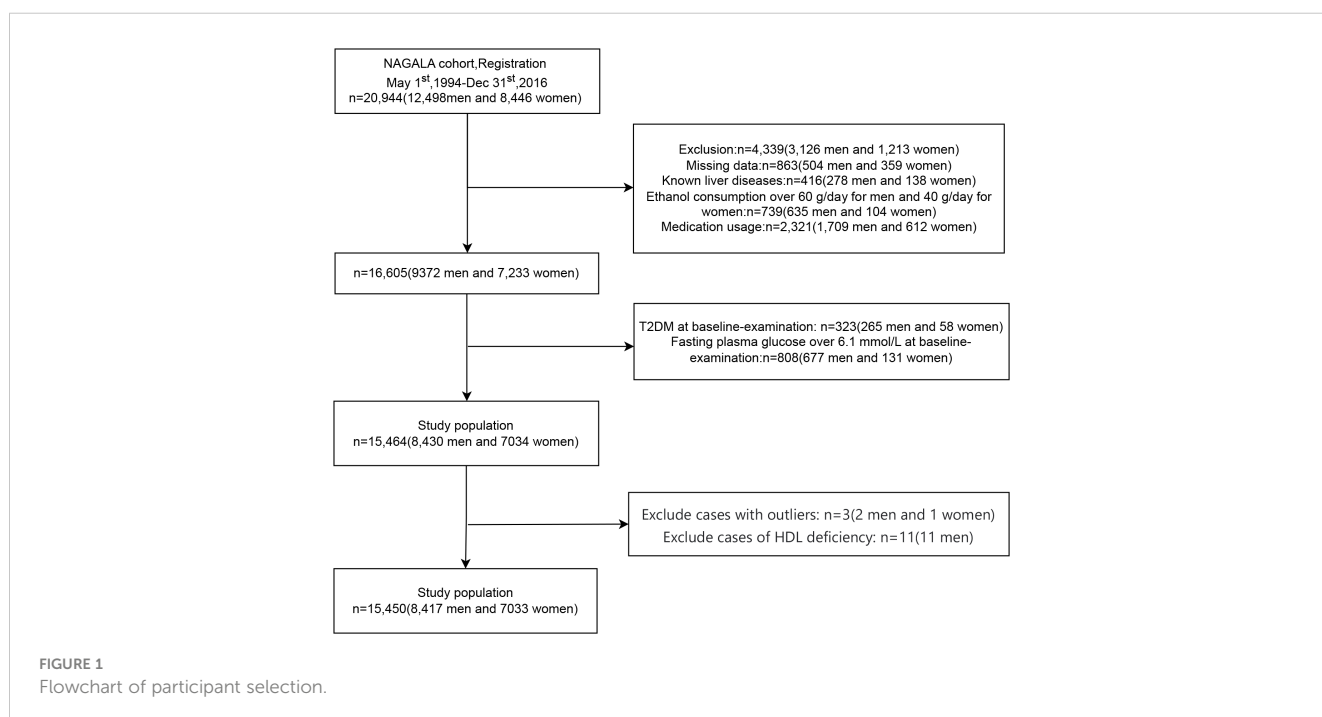 NAGALA cohort,Registration
May 1st,1994-Dec 31st,2016
n=20,944(12,498men and 8,446 women)
Exclusion:n=4,339(3,126 men and 1,213 women)
Missing data:n=863(504 men and 359 women)
Known liver diseases:n=416(278 men and 138 women)
Ethanol consumption over 60 g/day for men and 40 g/day for
women:n=739(635 men and 104 women)
Medication usage:n=2,321(1,709 men and 612 women)
n=16,605(9372 men and 7,233 women)
T2DM at baseline-examination: n=323(265 men and 58 women)
Fasting plasma glucose over 6.1 mmol/L at baseline-
examination:n=808(677 men and 131 women)
Study population
n=15,464(8,430 men and 7034 women)
Exclude cases with outliers: n=3(2 men and 1 women)
Exclude cases of HDL deficiency: n=11(11 men)
Study population
n=15,450(8,417 men and 7033 women)
FIGURE 1
Flowchart of participant selection.